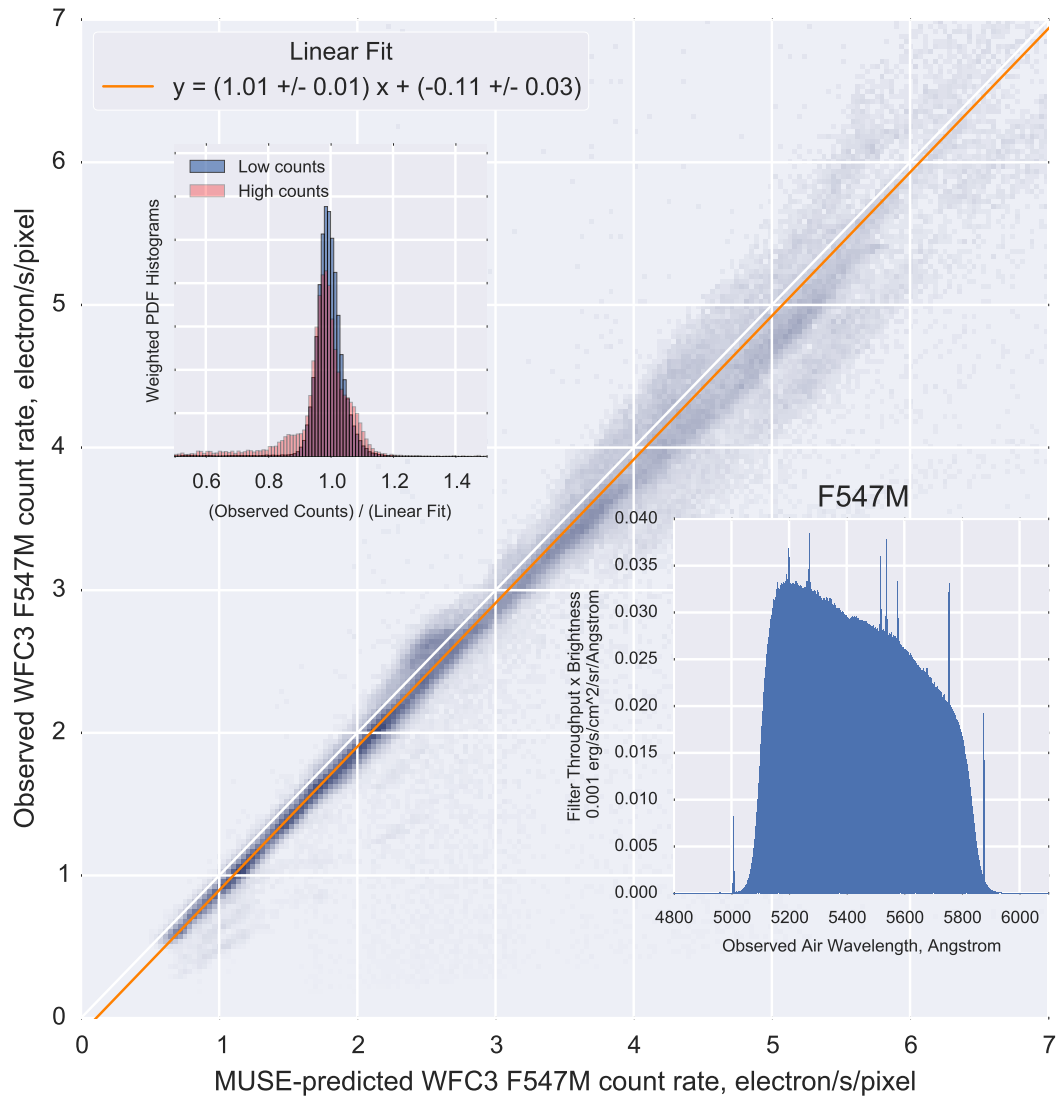 Linear Fit
y = (1.01 +/- 0.01) x + (-0.11 +/- 0.03)
7
6
5
4
3
2
1
0
Observed WFC3 F547M count rate, electron/s/pixel
0 1 2 3 4 5 6 7
MUSE-predicted WFC3 F547M count rate, electron/s/pixel
Low counts
High counts
Weighted PDF Histograms
0.6 0.8 1.0 1.2 1.4
(Observed Counts) / (Linear Fit)
F547M
0.040
0.035
0.030
0.025
0.020
0.015
0.010
0.005
0.000
Filter Throughput x Brightness
0.001 erg/s/cm^2/sr/Angstrom
4800 5000 5200 5400 5600 5800 6000
Observed Air Wavelength, Angstrom